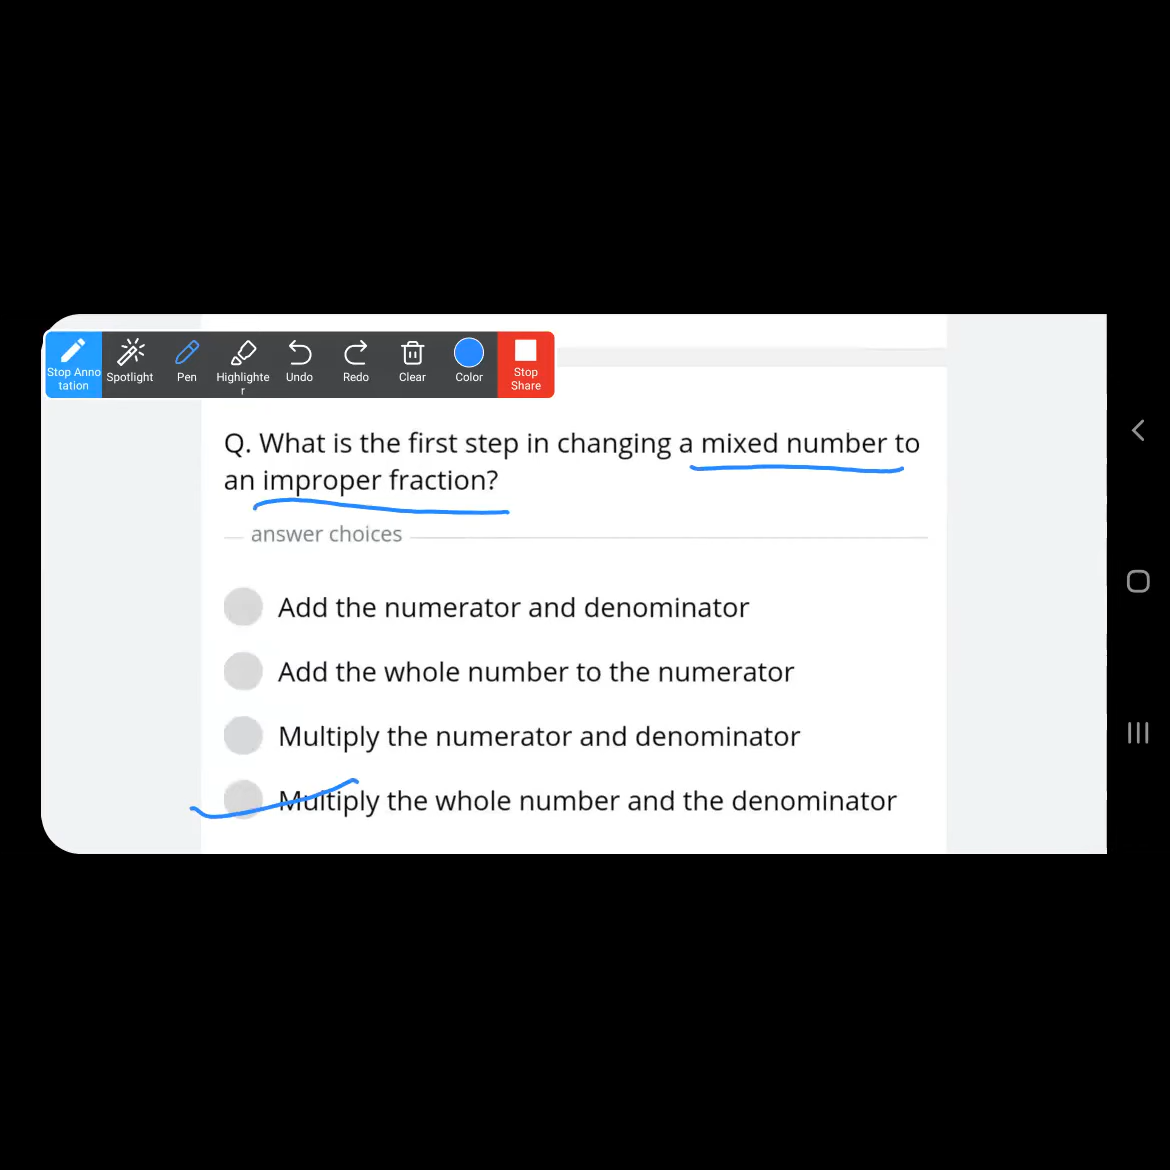 Stop Anno
tation
Spotlight
Pen
Highlighte
r
Undo
Redo
Clear
Color
Stop
Share
Q. What is the first step in changing a mixed number to
an improper fraction?
answer choices
Add the numerator and denominator
Add the whole number to the numerator
Multiply the numerator and denominator
Multiply the whole number and the denominator